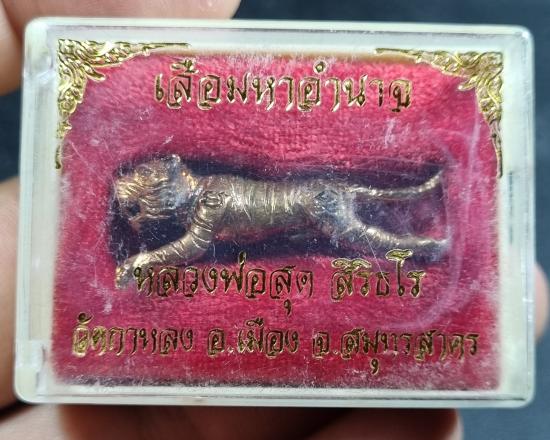 เสือมหาอำนาจ
หลวงพ่อสุด สิริธโร
วัดกาหลง อ.เมือง จ.สมุทรสาคร